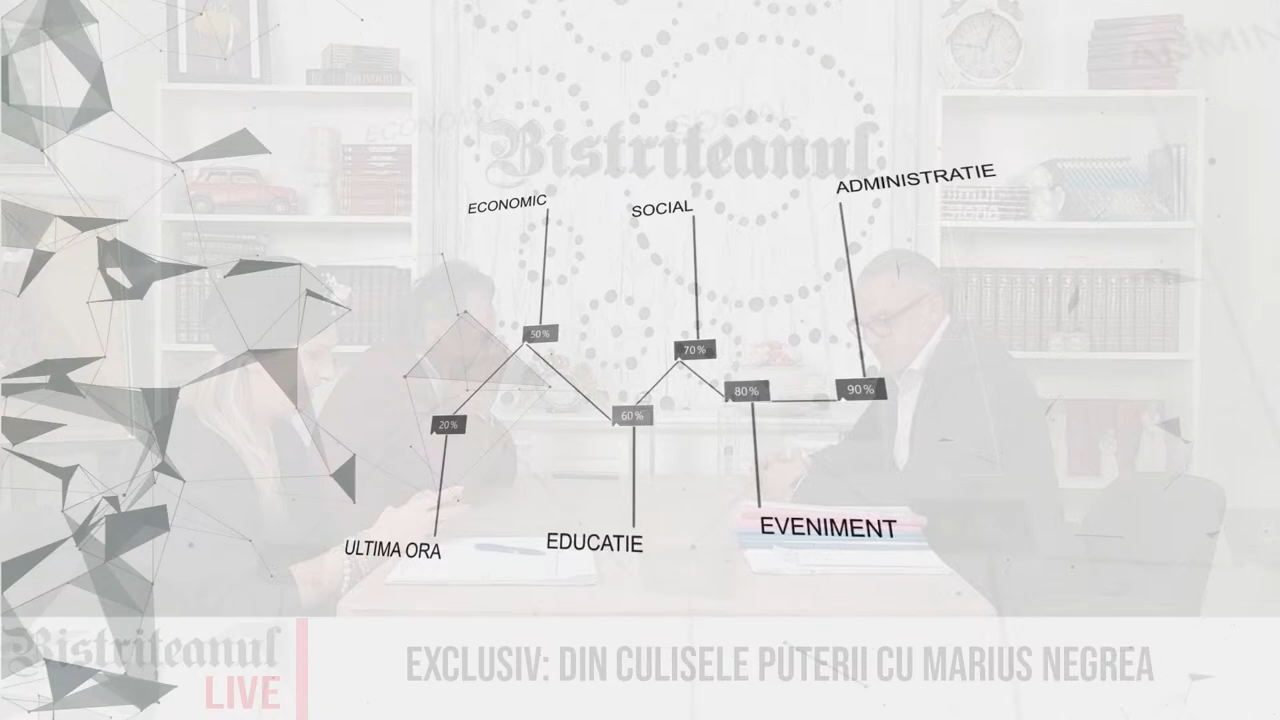 Bistriteanul
ECONOMIC
SOCIAL
ADMINISTRATIE
50%
70%
80%
90%
60%
20%
ULTIMA ORA
EDUCATIE
EVENIMENT
Bistriteanul
LIVE
EXCLUSIV: DIN CULISELE PUTERII CU MARIUS NEGREA